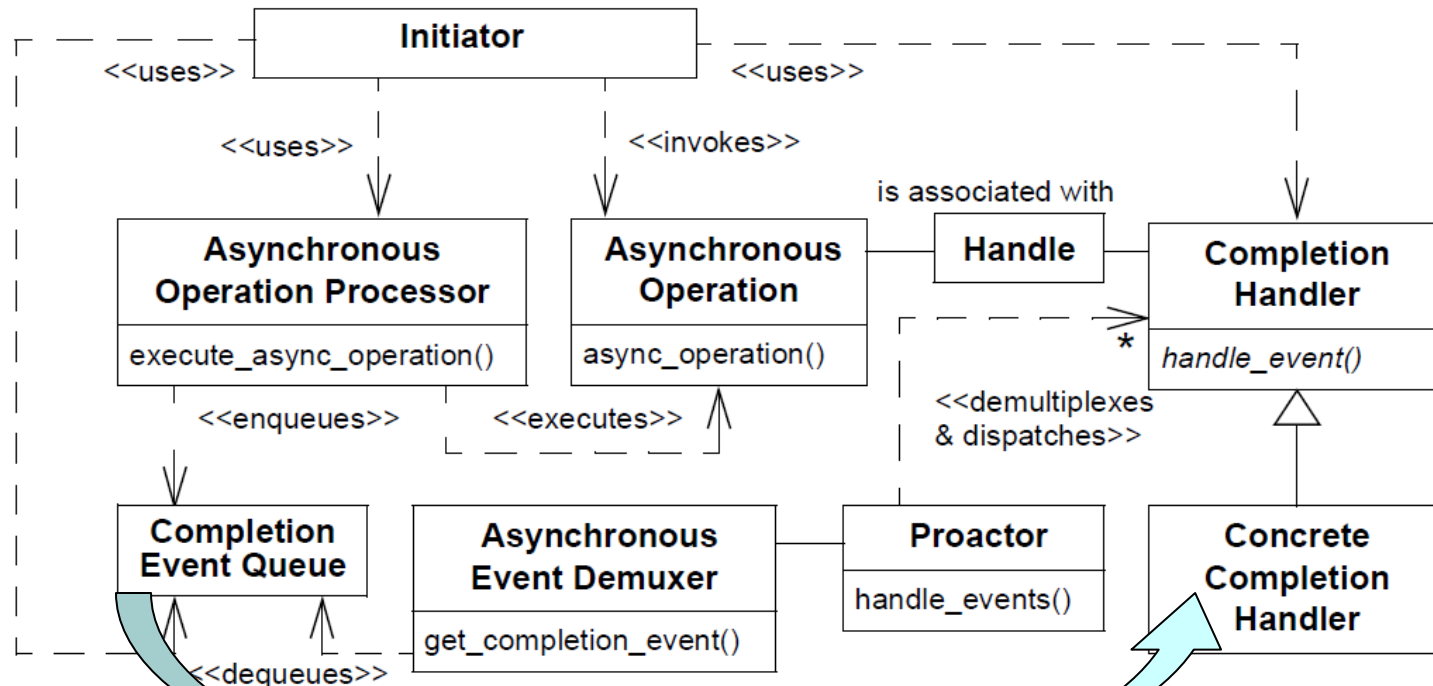 Initiator
<<uses>>
<<uses>>
<<uses>>
<<invokes>>
is associated with
Asynchronous
Operation Processor
execute_async_operation()
Asynchronous
Operation
async_operation()
Handle
Completion
Handler
handle_event()
*
<<enqueues>>
<<executes>>
<<demultiplexes
& dispatches>>
Completion
Event Queue
Asynchronous
Event Demuxer
get_completion_event()
Proactor
handle_events()
Concrete
Completion
Handler
<<dequeues>>